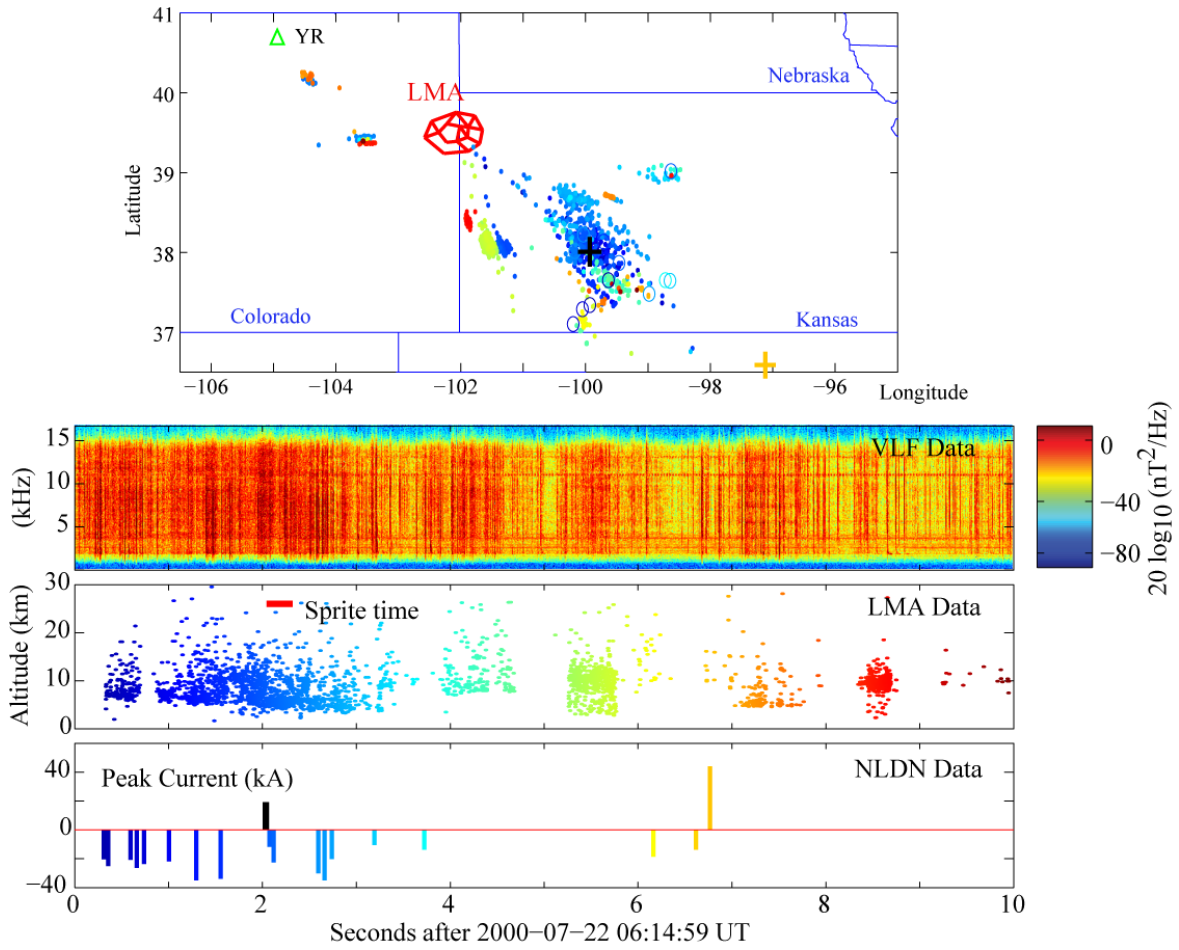 41
YR
Nebraska
40
LMA
39
Latitude
38
Colorado
Kansas
37
−106
−104
−102
−100
−98
−96
Longitude
VLF Data
15
10
5
(kHz)
0
−40
−80
20 log10 (nT²/Hz)
30
Sprite time
LMA Data
20
10
0
Altitude (km)
40
Peak Current (kA)
NLDN Data
0
−40
0
2
4
6
8
10
Seconds after 2000−07−22 06:14:59 UT